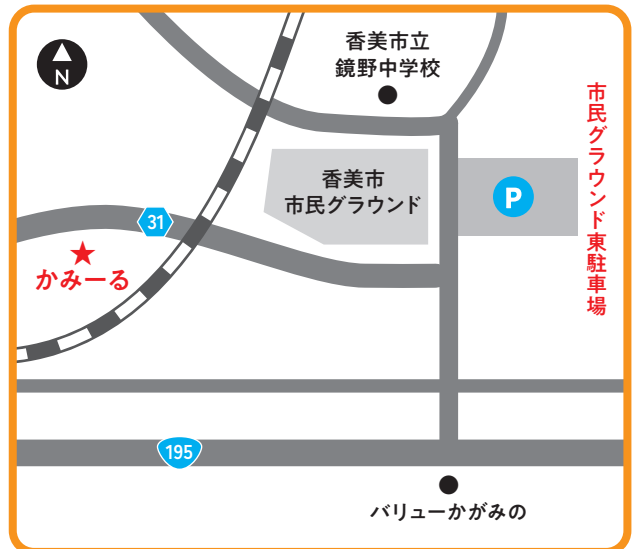 N
香美市立
鏡野中学校
市民グラウンド東駐車場
香美市
市民グラウンド
P
31
かみーる
195
バリューかがみの